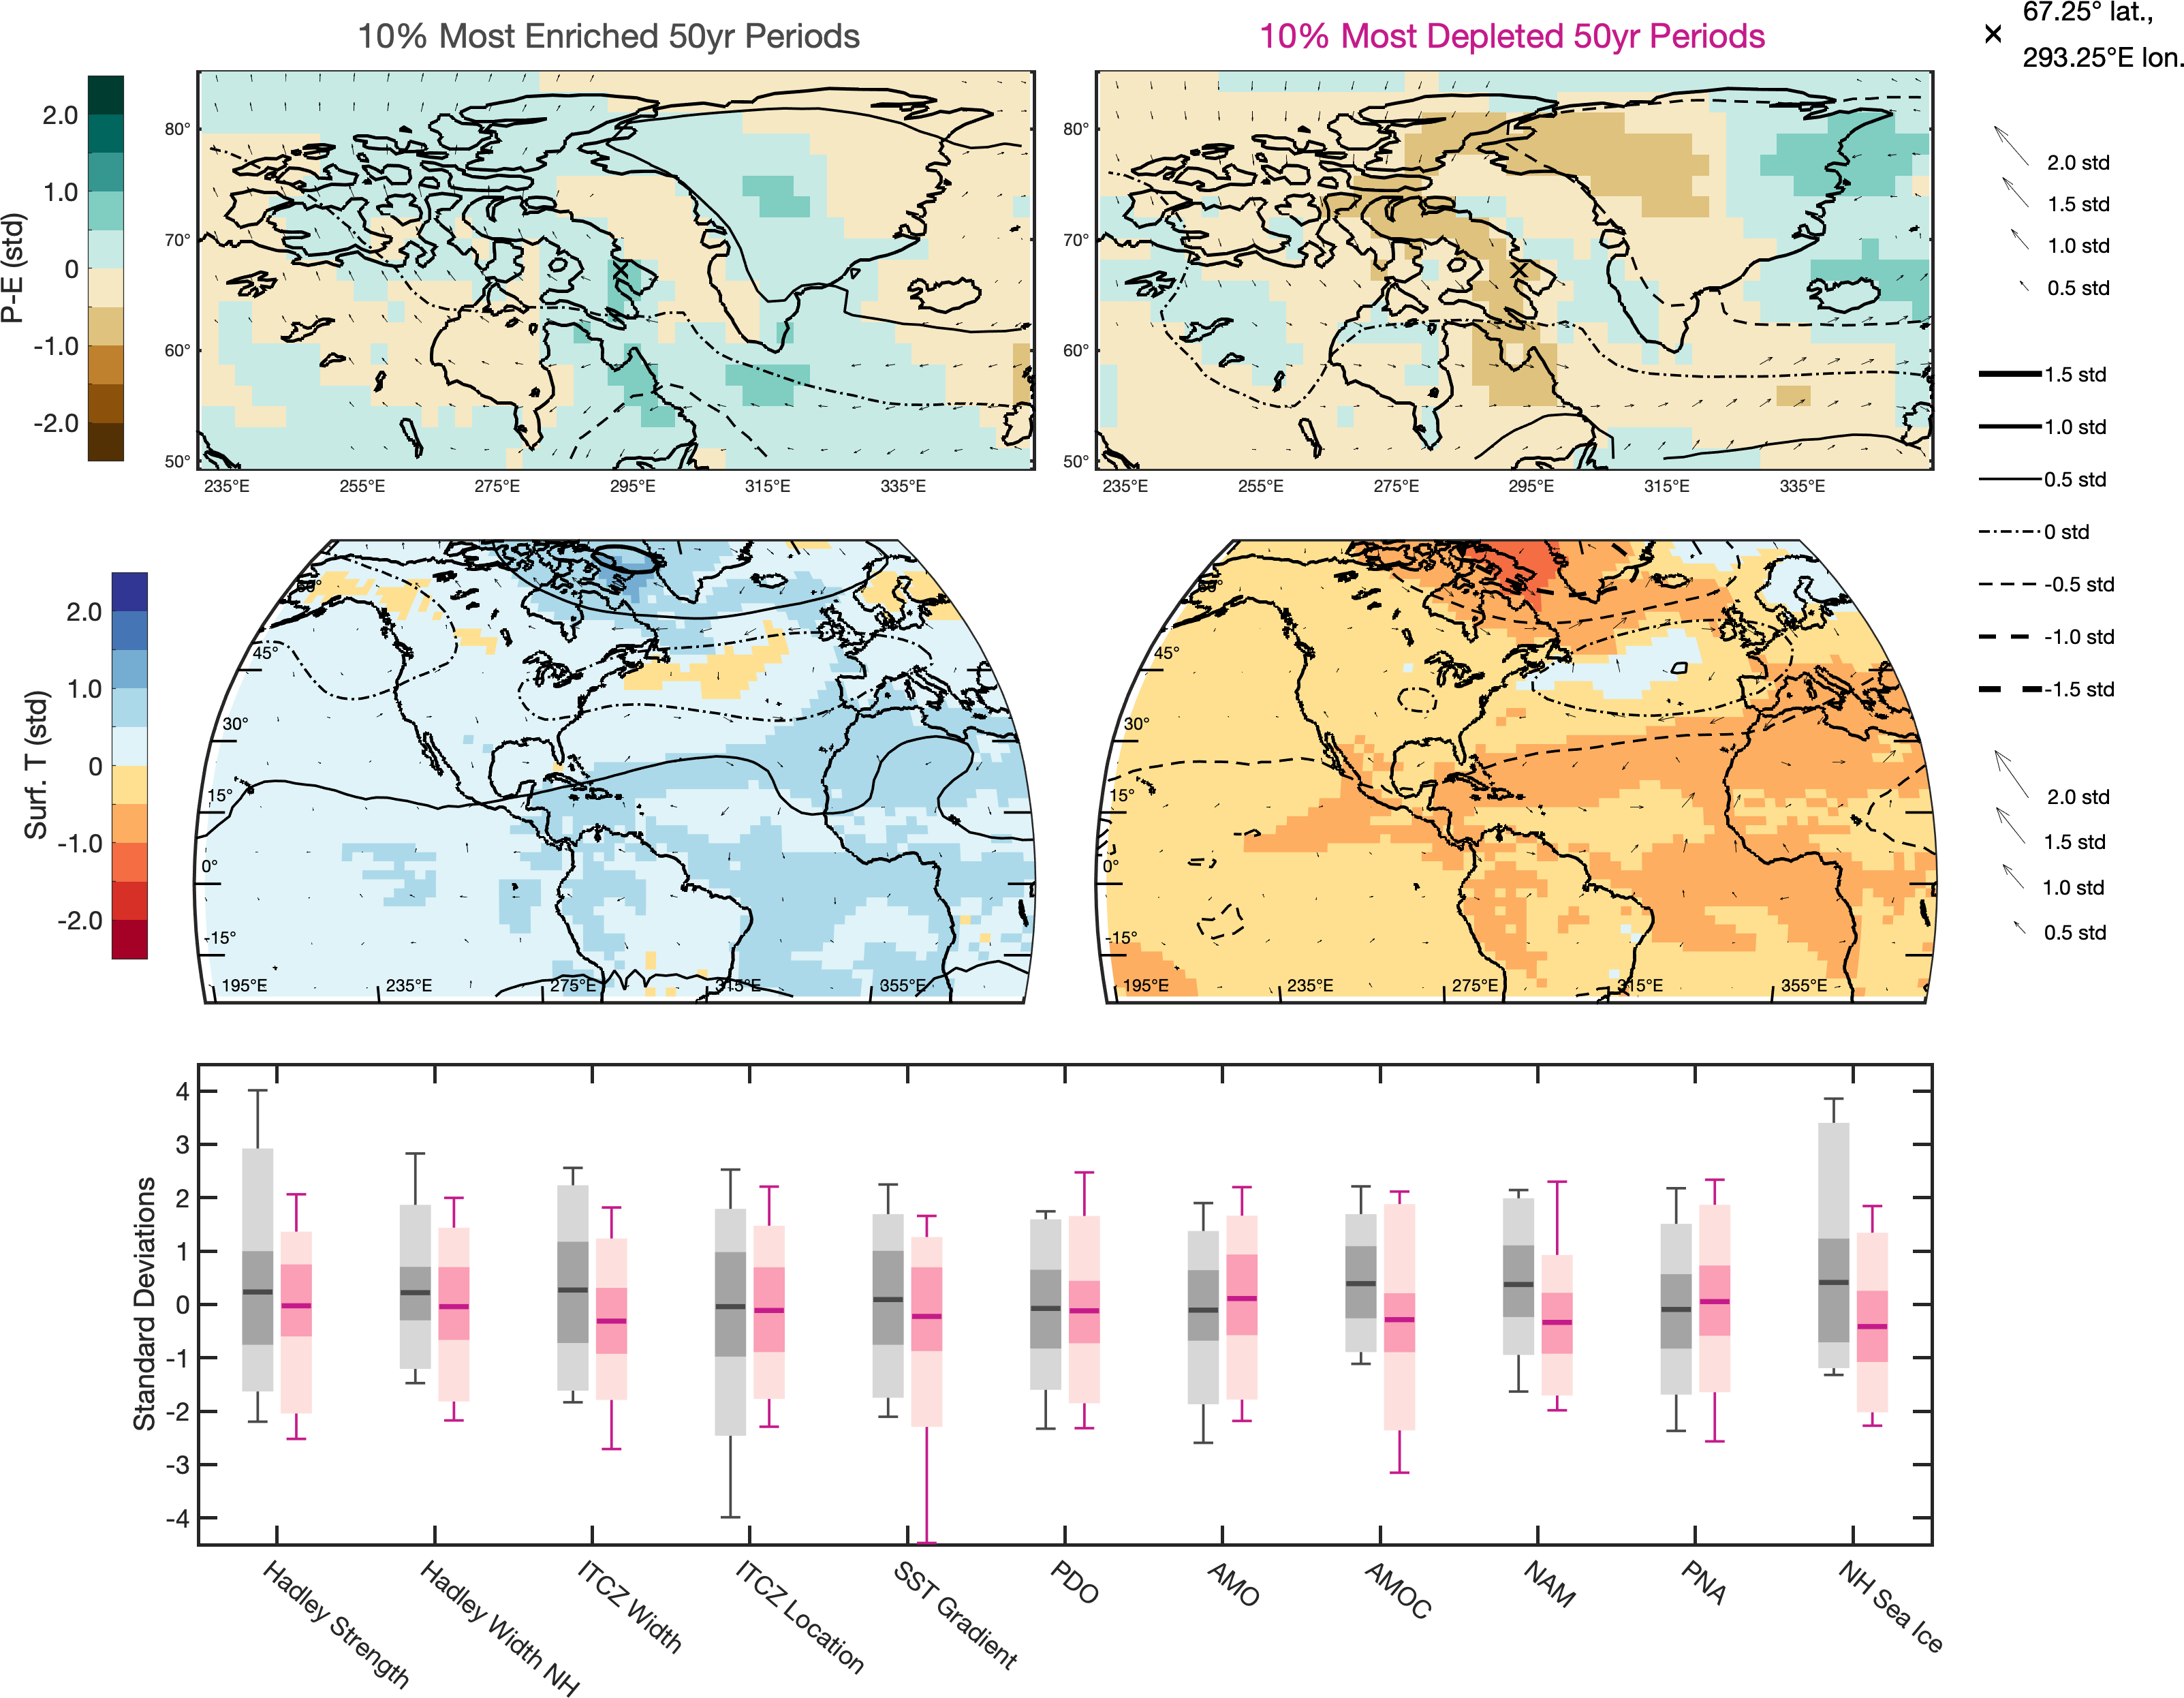 10% Most Enriched 50yr Periods
10% Most Depleted 50yr Periods
67.25° lat.,
293.25°E lon.
P-E (std)
2.0
1.0
0
-1.0
-2.0
80°
70°
60°
50°
235°E 255°E 275°E 295°E 315°E 335°E
80°
70°
60°
50°
235°E 255°E 275°E 295°E 315°E 335°E
2.0 std
1.5 std
1.0 std
0.5 std
1.5 std
1.0 std
0.5 std
0 std
-0.5 std
-1.0 std
-1.5 std
Surf. T (std)
2.0
1.0
0
-1.0
-2.0
60°
45°
30°
15°
0°
-15°
195°E 235°E 275°E 315°E 355°E
60°
45°
30°
15°
0°
-15°
195°E 235°E 275°E 315°E 355°E
2.0 std
1.5 std
1.0 std
0.5 std
Standard Deviations
4
3
2
1
0
-1
-2
-3
-4
Hadley Strength
Hadley Width NH
ITCZ Width
ITCZ Location
SST Gradient
PDO
AMO
AMOC
NAM
PNA
NH Sea Ice